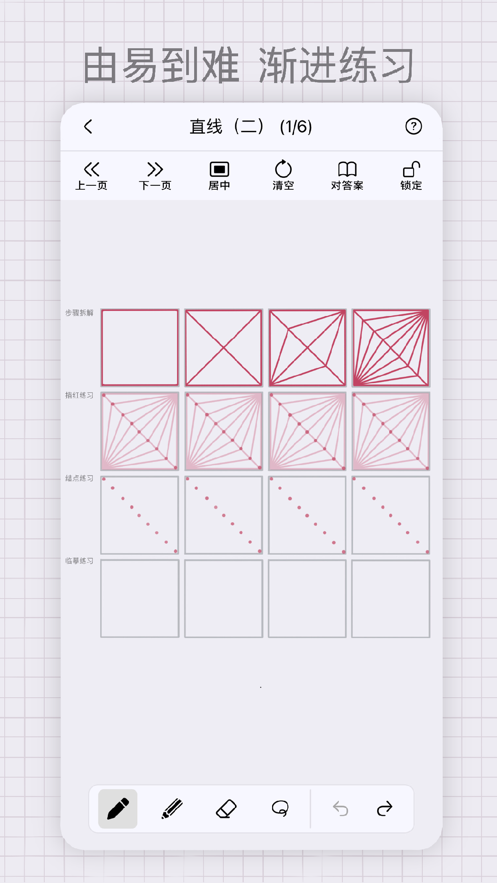 由易到难 渐进练习
直线（二） (1/6)
上一页 下一页 居中 清空 对答案 锁定
步骤拆解
描红练习
描点练习
临摹练习